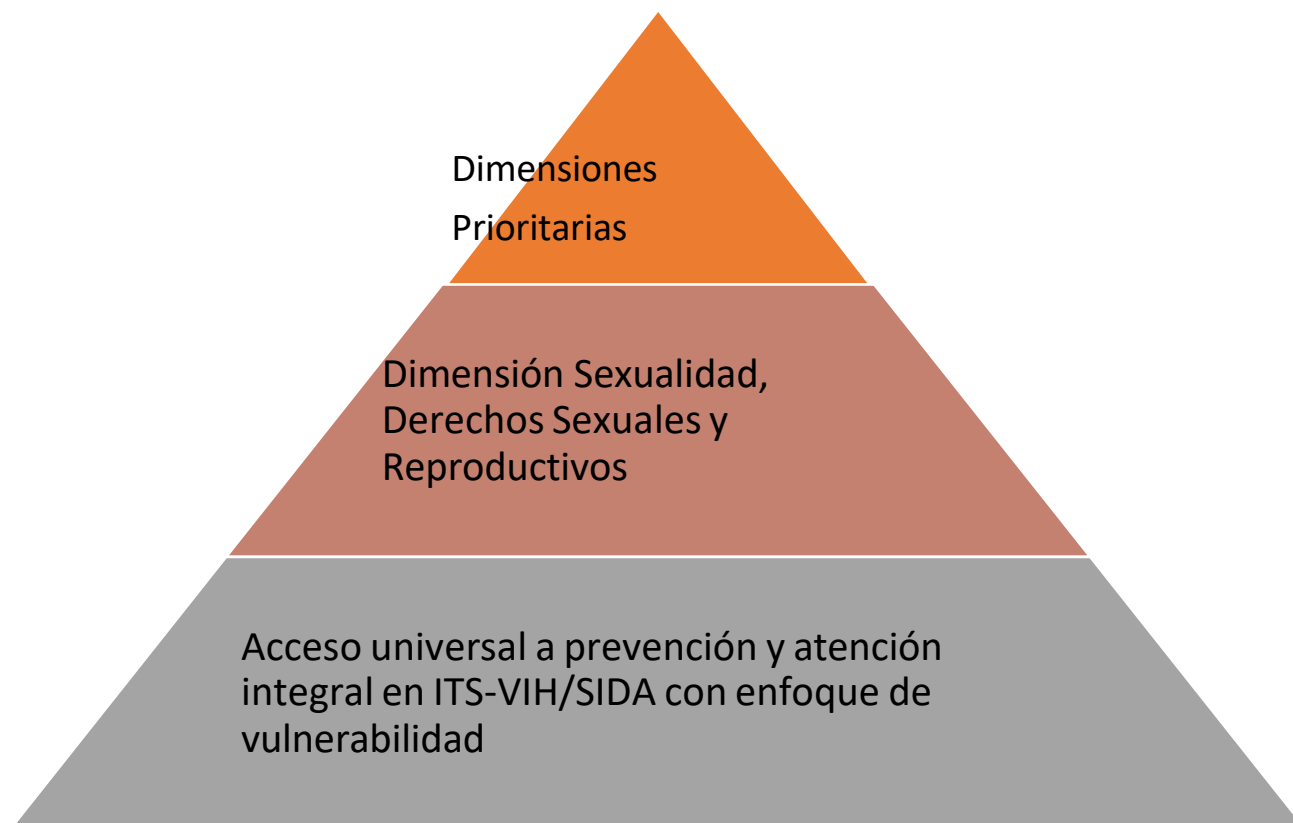 Dimensiones
Prioritarias
Dimensión Sexualidad,
Derechos Sexuales y
Reproductivos
Acceso universal a prevención y atención
integral en ITS-VIH/SIDA con enfoque de
vulnerabilidad